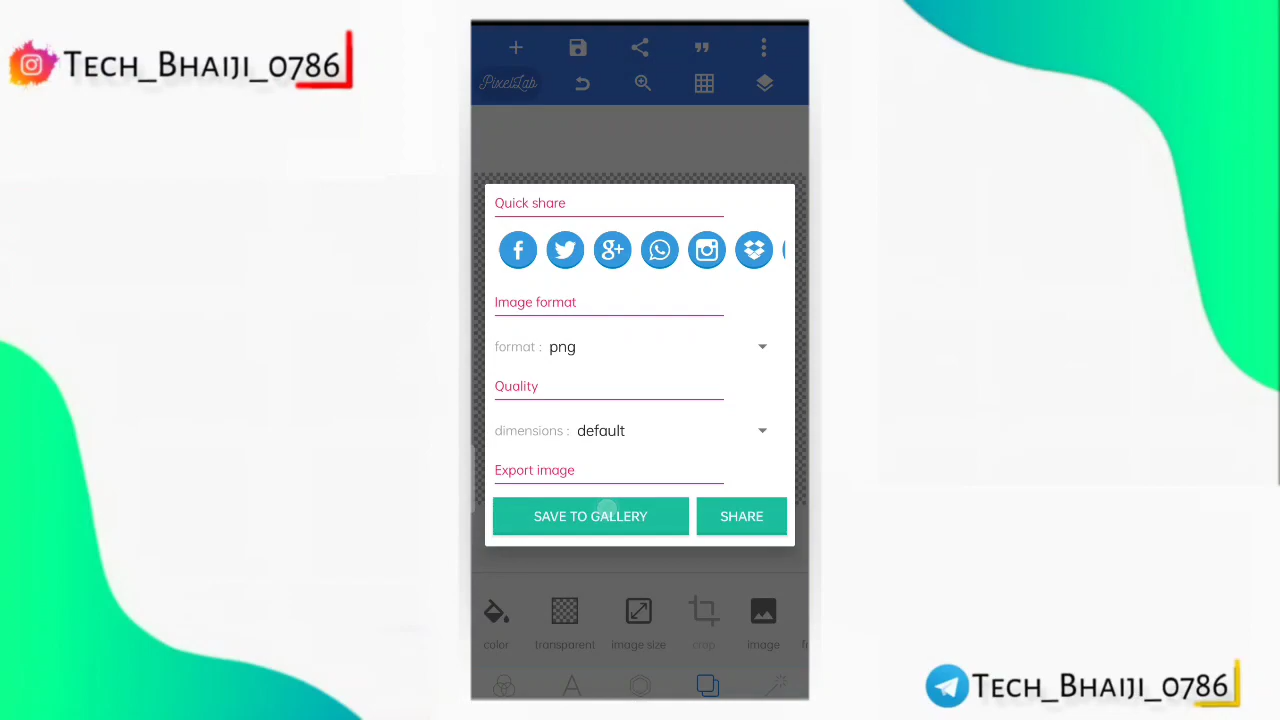 TECH_BHAIJI_0786
PixelLab
Quick share
Image format
format : png
Quality
dimensions : default
Export image
SAVE TO GALLERY
SHARE
color
transparent
image size
crop
image
TECH_BHAIJI_0786